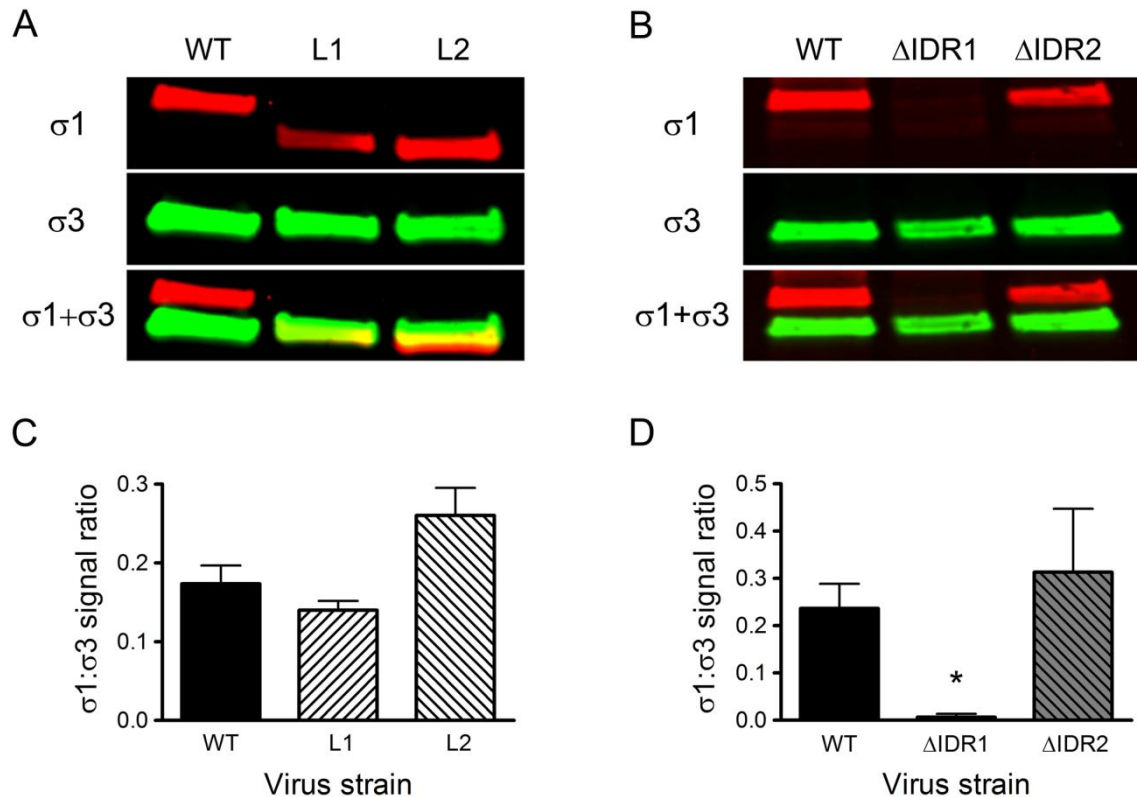 A
WT L1 L2
σ1
σ3
σ1+σ3
B
WT ΔIDR1 ΔIDR2
σ1
σ3
σ1+σ3
C
σ1:σ3 signal ratio
0.3
0.2
0.1
0.0
WT L1 L2
Virus strain
D
σ1:σ3 signal ratio
0.5
0.4
0.3
0.2
0.1
0.0
*
WT ΔIDR1 ΔIDR2
Virus strain